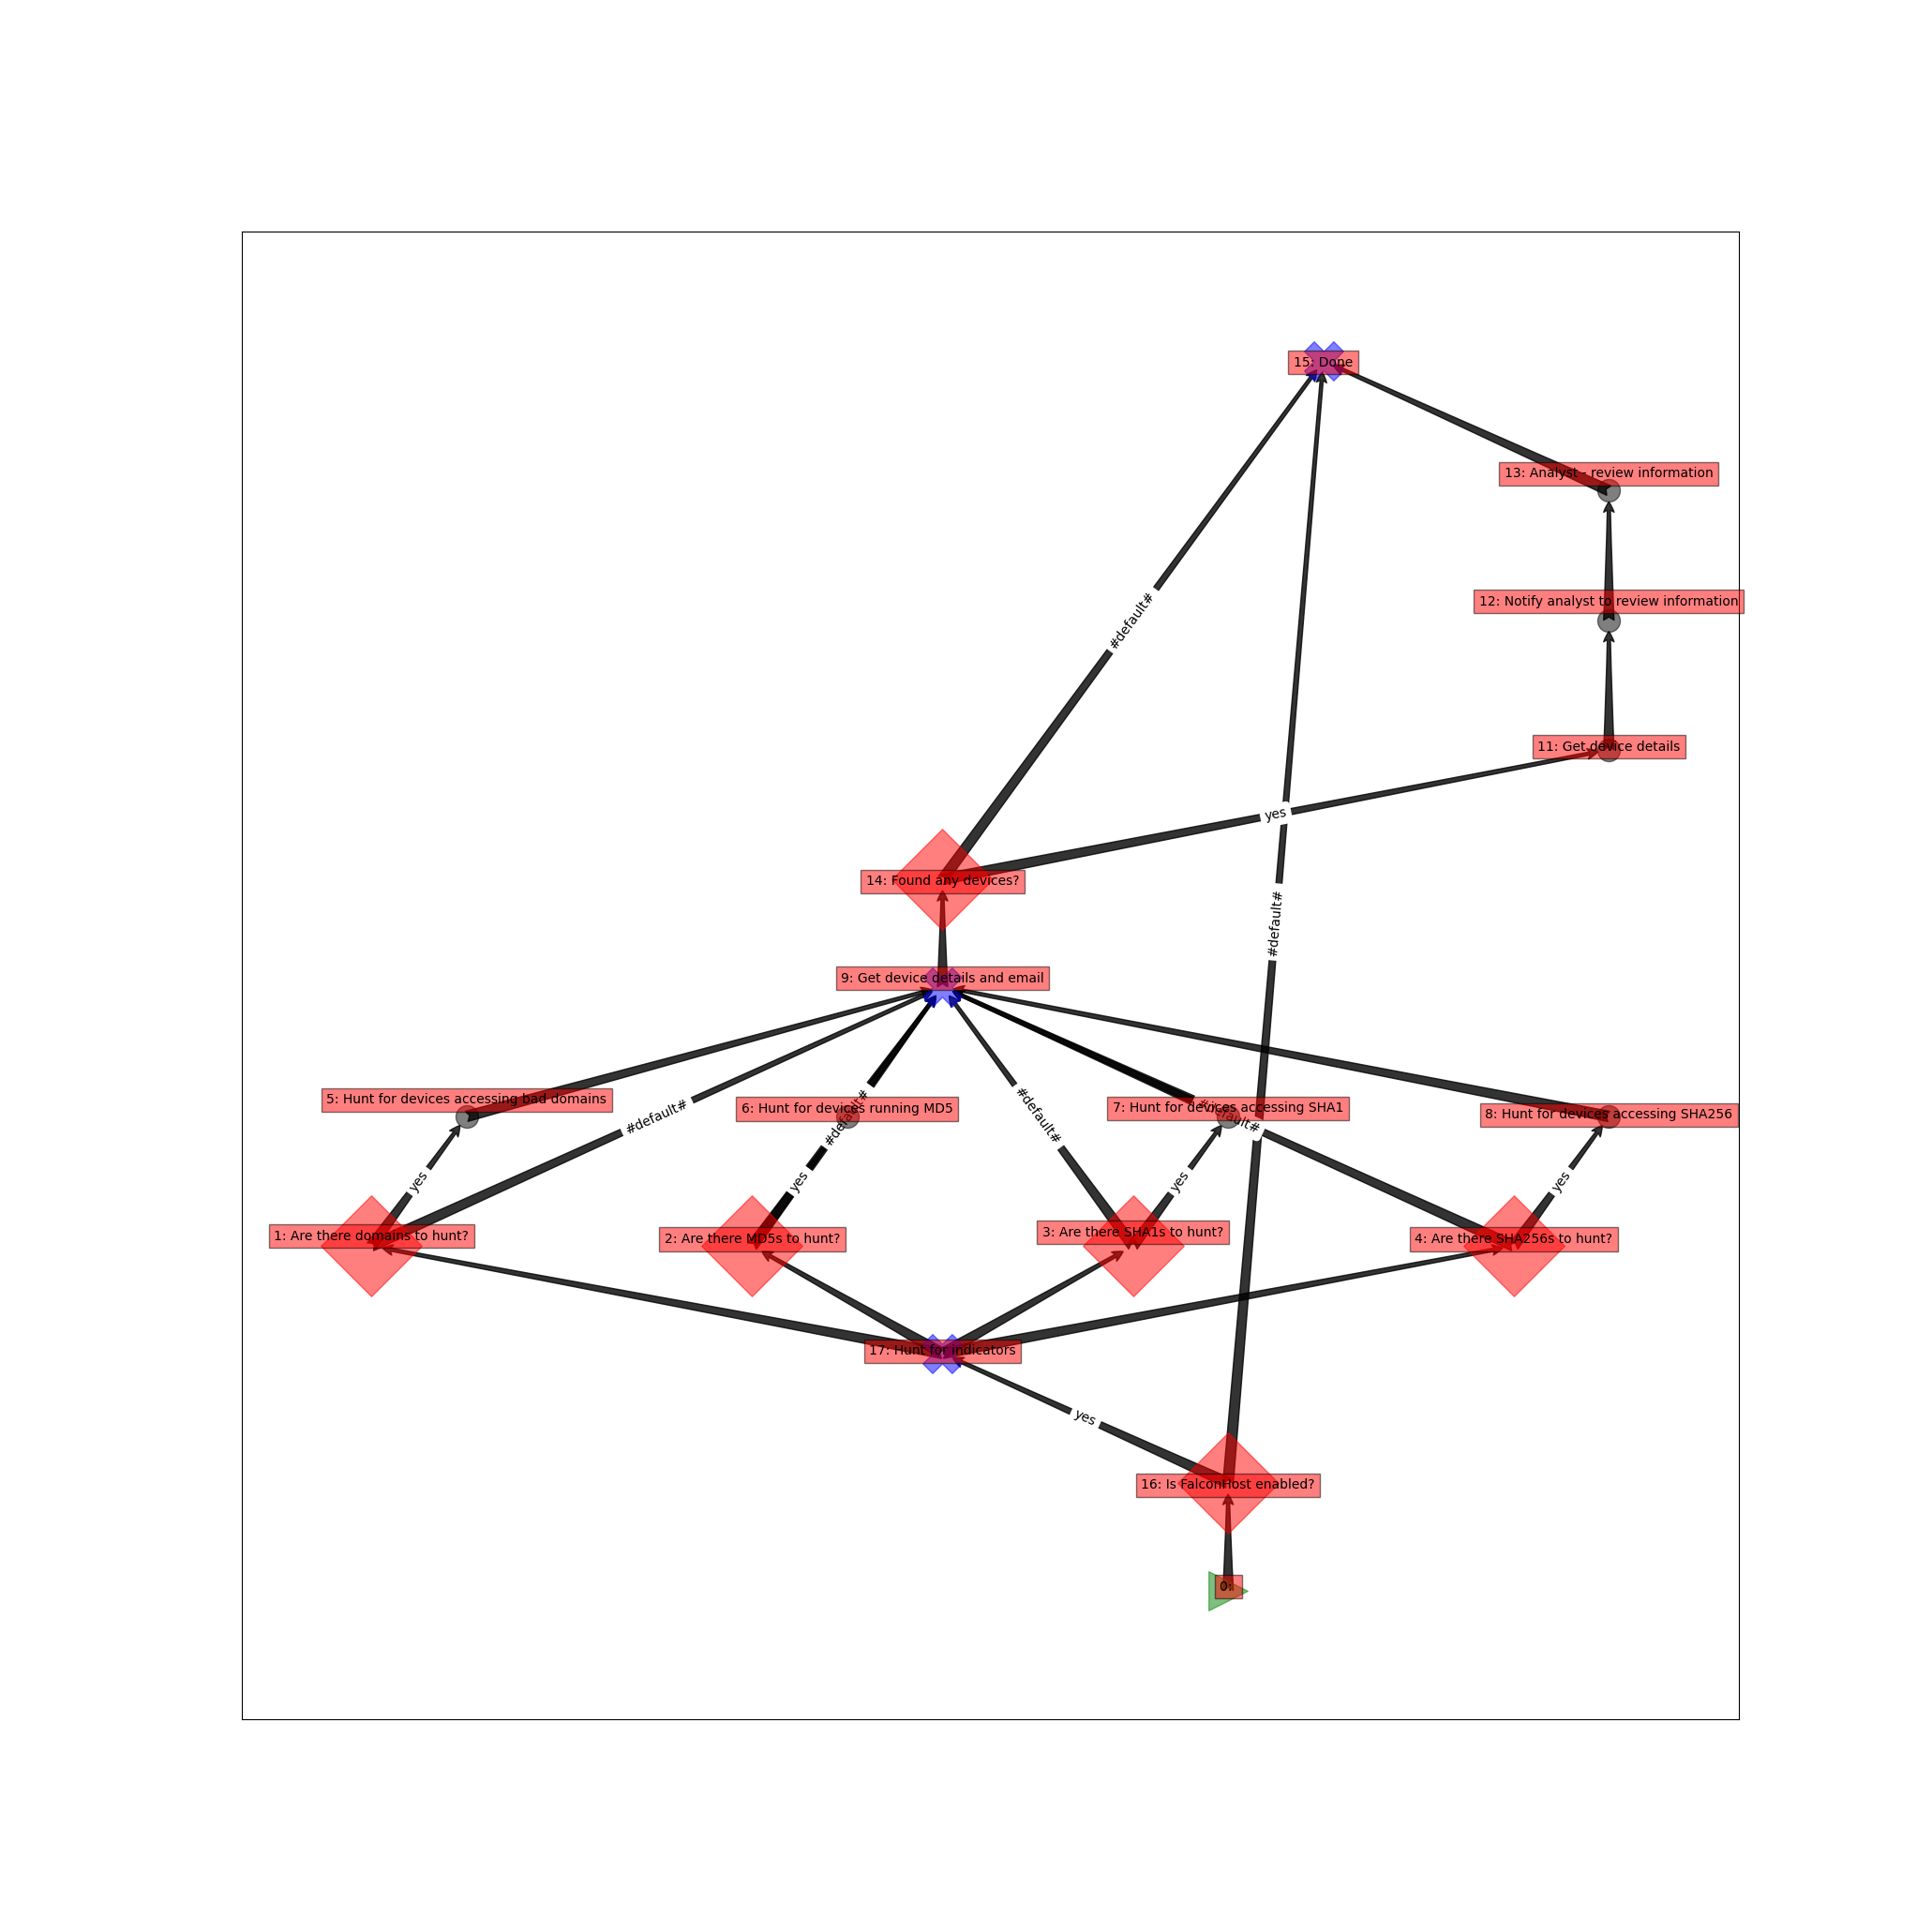 15: Done
13: Analyst - review information
12: Notify analyst to review information
#default#
11: Get device details
yes
14: Found any devices?
#default#
9: Get device details and email
5: Hunt for devices accessing bad domains
6: Hunt for devices running MD5
7: Hunt for devices accessing SHA1
8: Hunt for devices accessing SHA256
#default#
#default#
#default#
#default#
yes
yes
yes
yes
1: Are there domains to hunt?
2: Are there MD5s to hunt?
3: Are there SHA1s to hunt?
4: Are there SHA256s to hunt?
17: Hunt for indicators
yes
16: Is FalconHost enabled?
0: